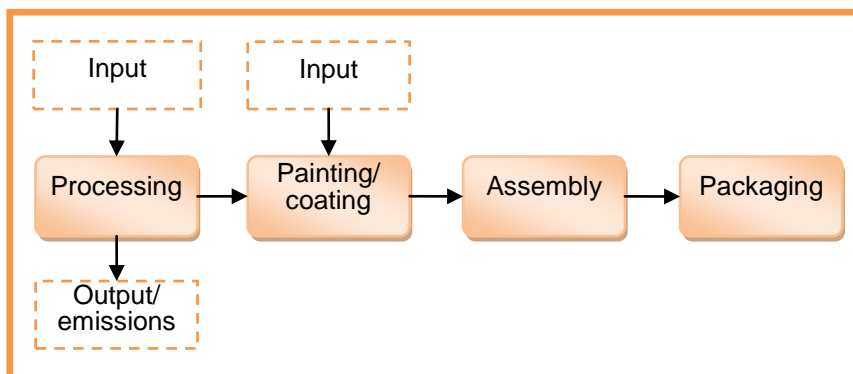 Input
Input
Processing
Painting/
coating
Assembly
Packaging
Output/
emissions